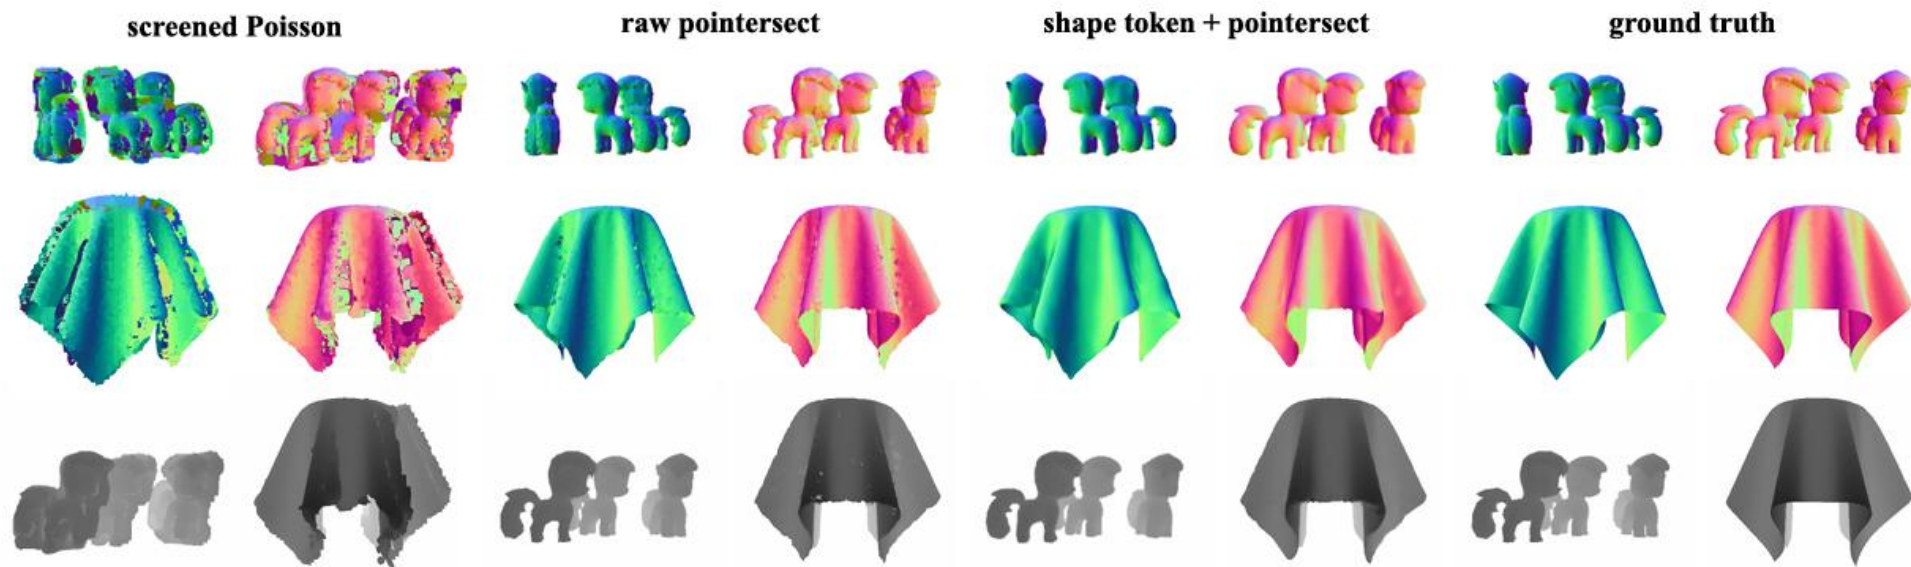 screened Poisson
raw pointersect
shape token + pointersect
ground truth